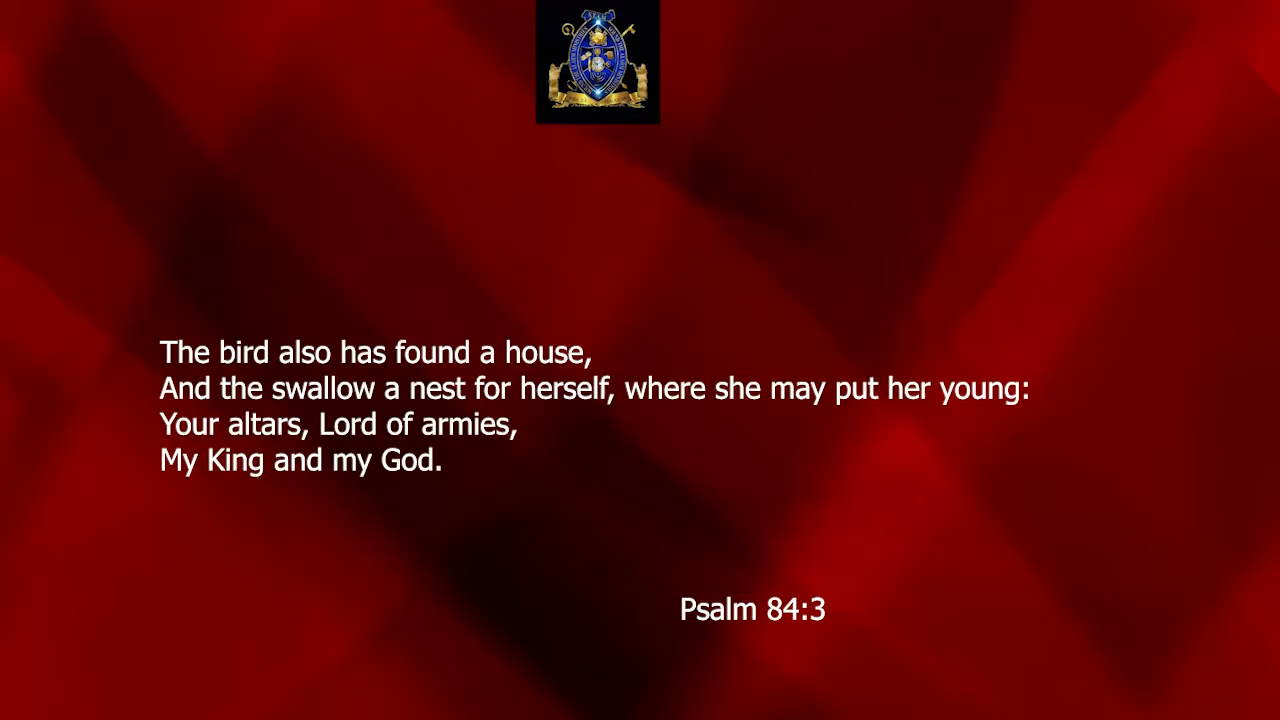 The bird also has found a house,
And the swallow a nest for herself, where she may put her young:
Your altars, Lord of armies,
My King and my God.
Psalm 84:3